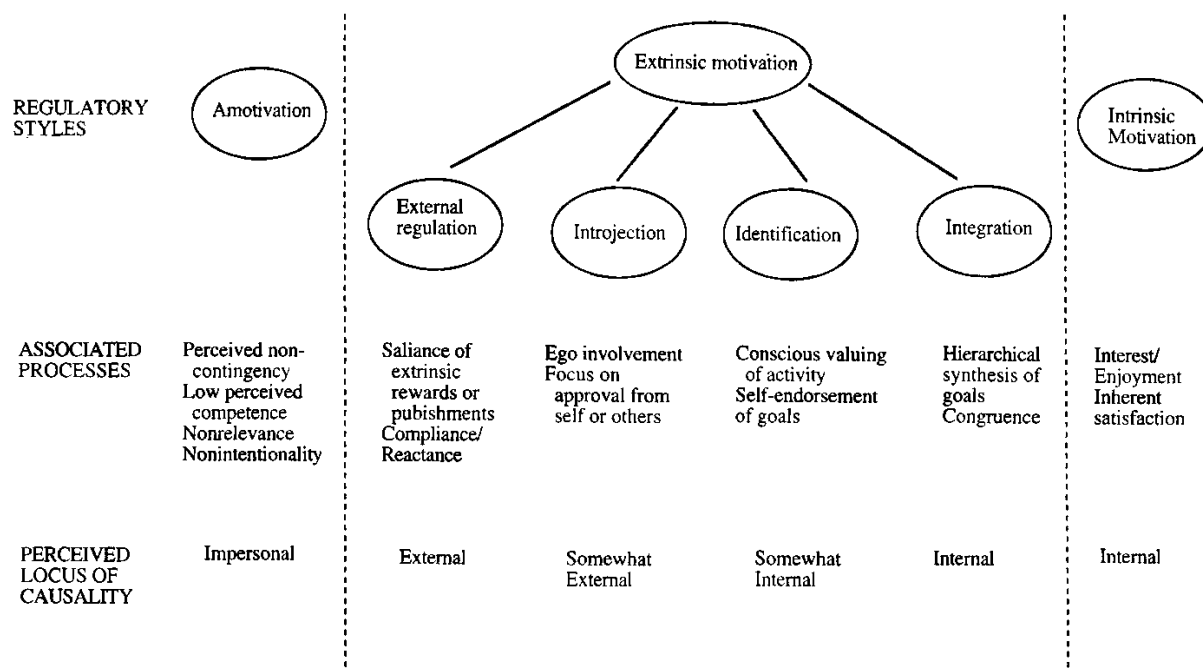 REGULATORY
STYLES
Amotivation
Extrinsic motivation
External
regulation
Introjection
Identification
Integration
Intrinsic
Motivation
ASSOCIATED
PROCESSES
Perceived non-
contingency
Low perceived
competence
Nonrelevance
Nonintentionality
Saliance of
extrinsic
rewards or
pubishments
Compliance/
Reactance
Ego involvement
Focus on
approval from
self or others
Conscious valuing
of activity
Self-endorsement
of goals
Hierarchical
synthesis of
goals
Congruence
Interest/
Enjoyment
Inherent
satisfaction
PERCEIVED
LOCUS OF
CAUSALITY
Impersonal
External
Somewhat
External
Somewhat
Internal
Internal
Internal